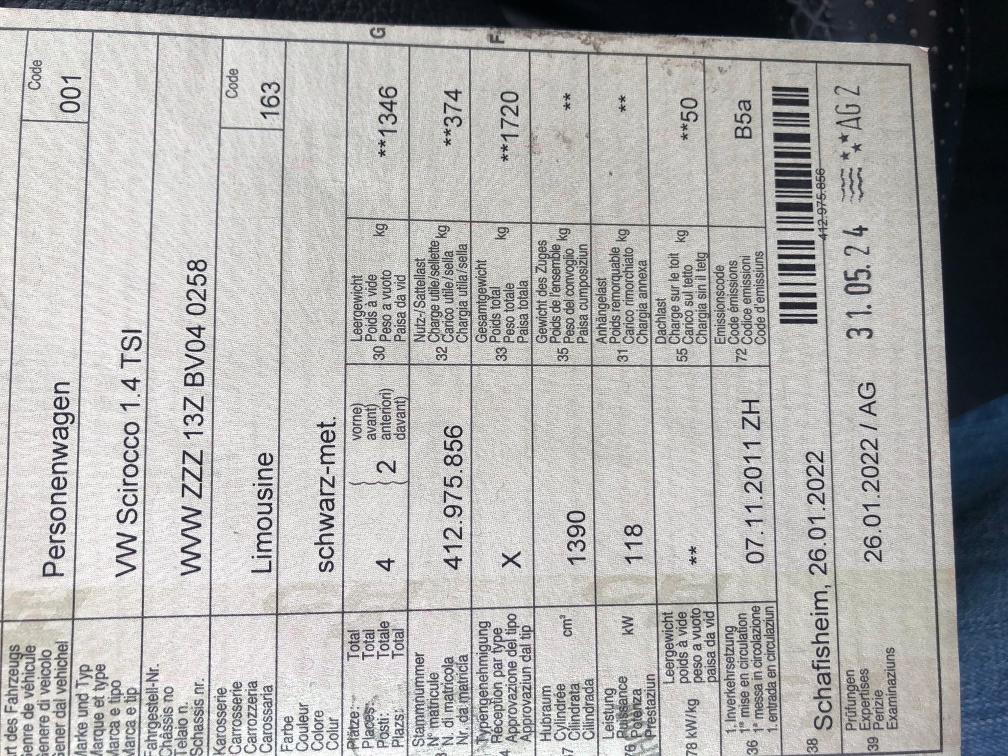 rt des Fahrzeugs
enre de véhicule
enere di veicolo
ener dal vehichel
Personenwagen
Code
001
Marke und Typ
Marque et type
Marca e tipo
Marca e tip
VW Scirocco 1.4 TSI
Fahrgestell-Nr.
Châssis no
Telaio n.
Schassis nr.
WVW ZZZ 13Z BV04 0258
Karosserie
Carrosserie
Carrozzeria
Carossaria
Limousine
Code
163
Farbe
Couleur
Colore
Colur
schwarz-met.
Plätze: Total
Places: Total
Posti: Totale
Plazs: Total
4
2
vorne)
avant)
anteriori)
davant)
30
Leergewicht
Poids à vide
Peso a vuoto
Paisa da vid
kg
**1346
G
Stammnummer
N° matricule
N. di matricola
Nr. da matricla
412.975.856
32
Nutz-/Sattellast
Charge utile/sellette
Carico utile/sella
Chargia utila/sella
kg
**374
4
Typengenehmigung
Réception par type
Approvazione del tipo
Approvaziun dal tip
X
33
Gesamtgewicht
Poids total
Peso totale
Paisa totala
kg
**1720
F
7
Hubraum
Cylindrée
Cilindrata
Cilindrada
cm³
1390
35
Gewicht des Zuges
Poids de l'ensemble
Peso del convoglio
Paisa cumposiziun
kg
**
76
Leistung
Puissance
Potenza
Prestaziun
kW
118
31
Anhängelast
Poids remorquable
Carico rimorchiato
Chargia annexa
kg
**
78 kW/kg
Leergewicht
poids à vide
peso a vuoto
paisa da vid
**
55
Dachlast
Charge sur le toit
Carico sul tetto
Chargia sin il tetg
kg
**50
36
1. Inverkehrsetzung
1re mise en circulation
1a messa in circolazione
1. entrada en circulaziun
07.11.2011 ZH
72
Emissionscode
Code émissions
Codice emissioni
Code d'emissiuns
B5a
38
Schafisheim, 26.01.2022
412.975.856
39
Prüfungen
Expertises
Perizie
Examinaziuns
26.01.2022 / AG
31.05.24
**AG 2